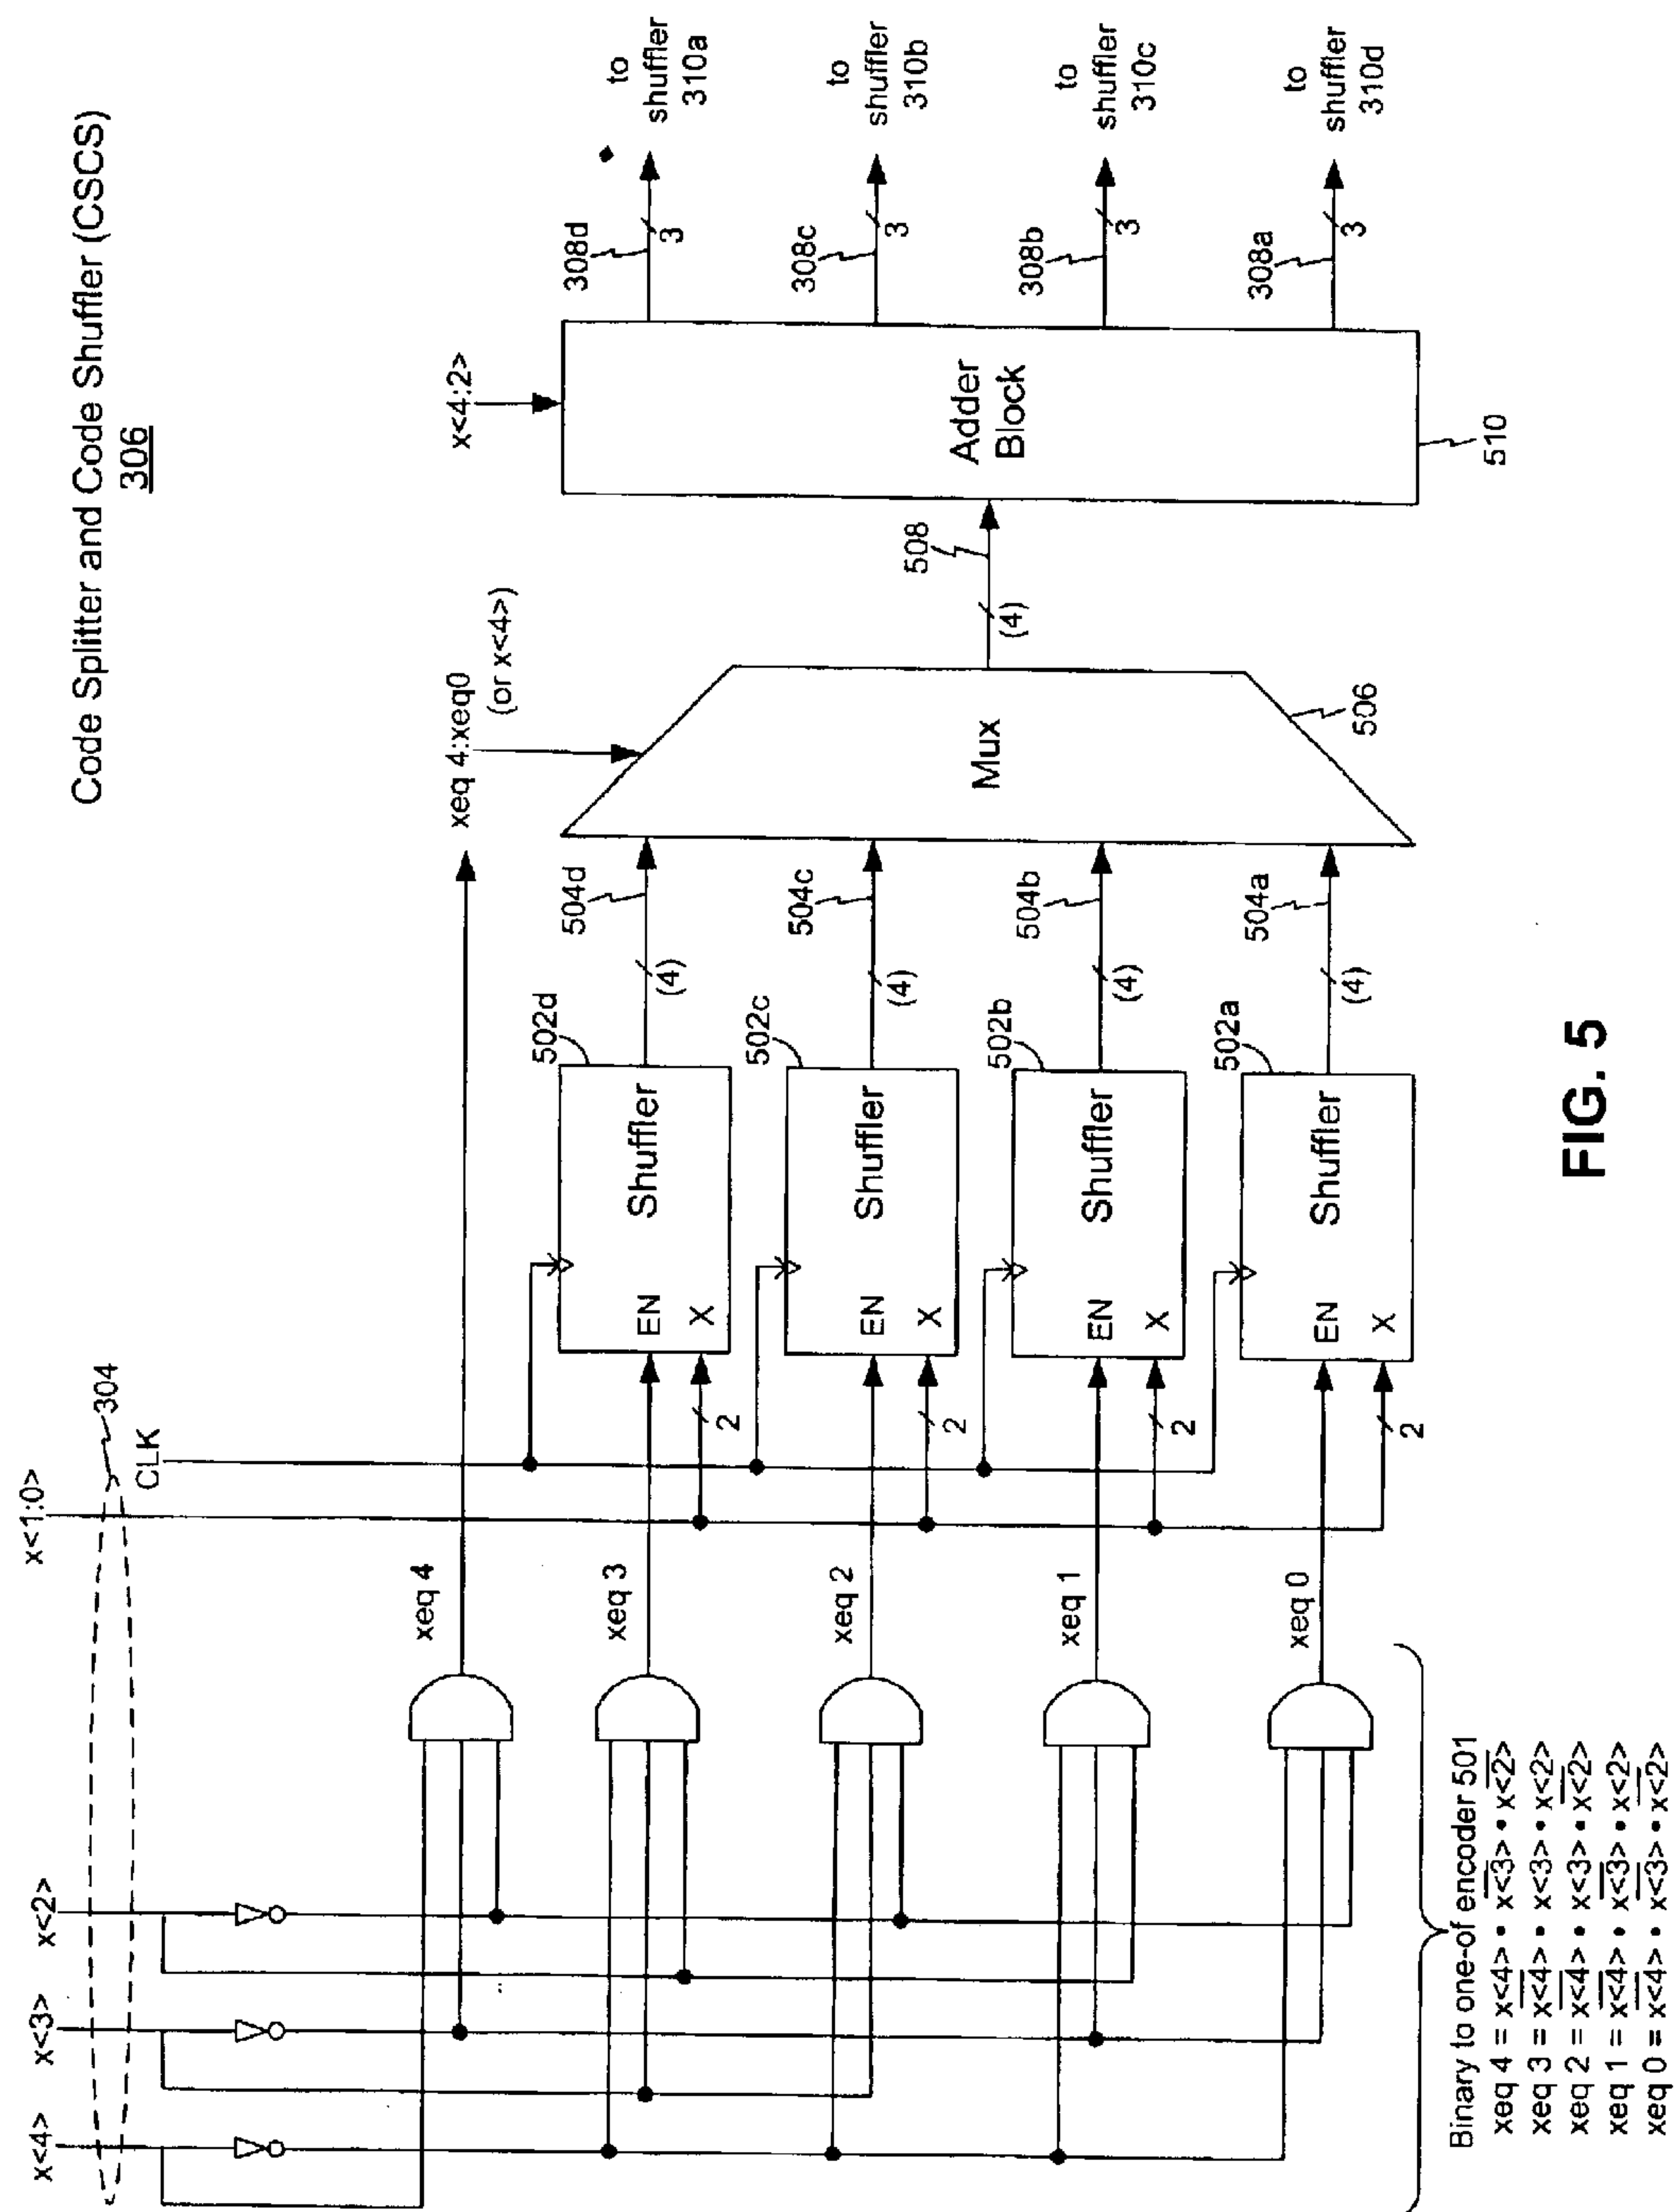 Code Splitter and Code Shuffler (CSCS)
306
x<4>
x<3>
x<2>
x<1:0>
304
CLK
xeq 4
xeq 4:xeq0
(or x<4>)
x<4:2>
xeq 3
EN
X
2
Shuffler
502d
(4)
504d
308d
3
to
shuffler
310a
xeq 2
EN
X
2
Shuffler
502c
(4)
504c
308c
3
to
shuffler
310b
Mux
(4)
508
Adder
Block
xeq 1
EN
X
2
Shuffler
502b
(4)
504b
308b
3
to
shuffler
310c
xeq 0
EN
X
2
Shuffler
502a
(4)
504a
308a
3
to
shuffler
310d
506
510
Binary to one-of encoder 501
xeq 4 = x<4> • x̅<̅3̅>̅ • x̅<̅2̅>̅
xeq 3 = x̅<̅4̅>̅ • x<3> • x<2>
xeq 2 = x̅<̅4̅>̅ • x<3> • x̅<̅2̅>̅
xeq 1 = x̅<̅4̅>̅ • x̅<̅3̅>̅ • x<2>
xeq 0 = x̅<̅4̅>̅ • x̅<̅3̅>̅ • x̅<̅2̅>̅
FIG. 5